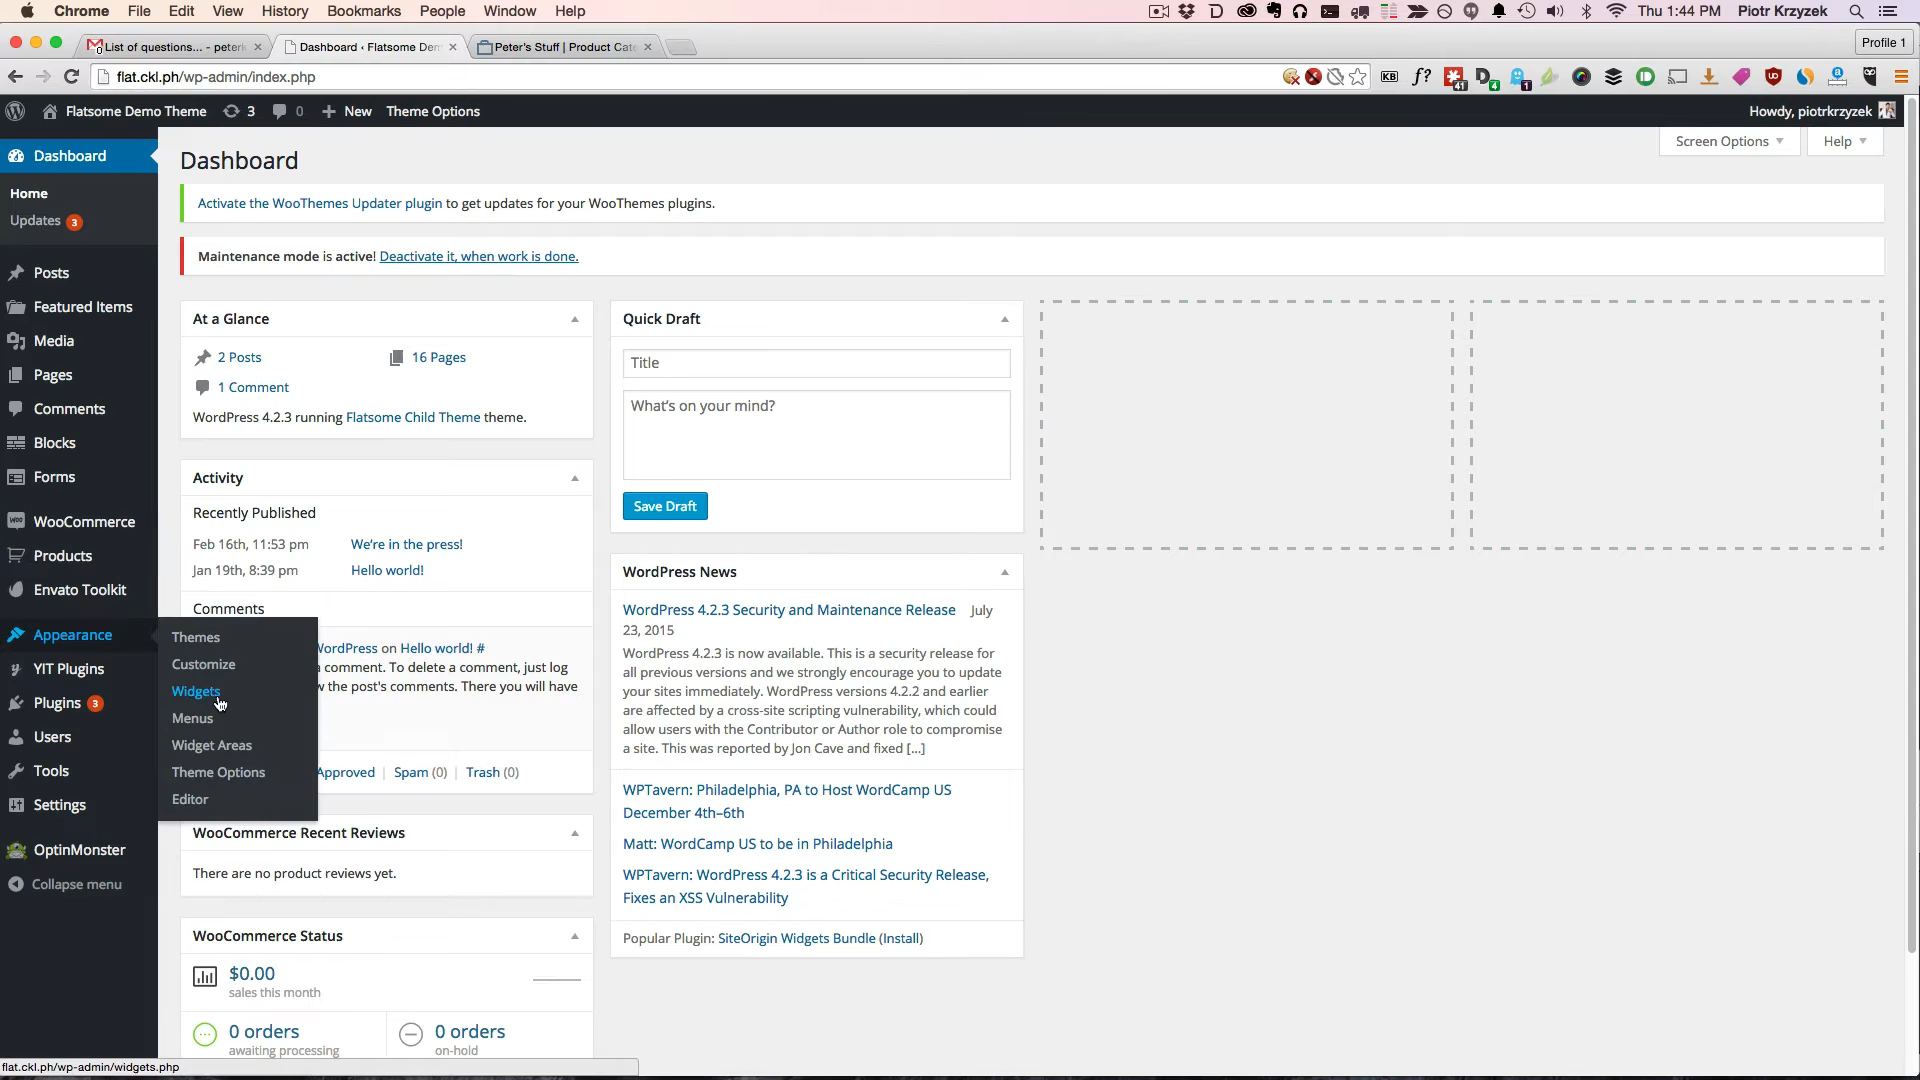 Chrome File Edit View History Bookmarks People Window Help Thu 1:44 PM Piotr Krzyzek
List of questions... - peterk
Dashboard ‹ Flatsome Dem
Peter's Stuff | Product Cate
Profile 1
flat.ckl.ph/wp-admin/index.php
KB f? 41 4 1
Flatsome Demo Theme 3 0 New Theme Options
Howdy, piotrkrzyzek
Dashboard
Home
Updates 3
Posts
Featured Items
Media
Pages
Comments
Blocks
Forms
WooCommerce
Products
Envato Toolkit
Appearance
YIT Plugins
Plugins 3
Users
Tools
Settings
OptinMonster
Collapse menu
Themes
Customize
Widgets
Menus
Widget Areas
Theme Options
Editor
Screen Options Help
Dashboard
Activate the WooThemes Updater plugin to get updates for your WooThemes plugins.
Maintenance mode is active! Deactivate it, when work is done.
At a Glance
2 Posts 16 Pages
1 Comment
WordPress 4.2.3 running Flatsome Child Theme theme.
Activity
Recently Published
Feb 16th, 11:53 pm We're in the press!
Jan 19th, 8:39 pm Hello world!
Comments
WordPress on Hello world! #
a comment. To delete a comment, just log
the post's comments. There you will have
Approved | Spam (0) | Trash (0)
WooCommerce Recent Reviews
There are no product reviews yet.
WooCommerce Status
$0.00
sales this month
0 orders
awaiting processing
0 orders
on-hold
Quick Draft
Title
What's on your mind?
Save Draft
WordPress News
WordPress 4.2.3 Security and Maintenance Release July
23, 2015
WordPress 4.2.3 is now available. This is a security release for
all previous versions and we strongly encourage you to update
your sites immediately. WordPress versions 4.2.2 and earlier
are affected by a cross-site scripting vulnerability, which could
allow users with the Contributor or Author role to compromise
a site. This was reported by Jon Cave and fixed [...]
WPTavern: Philadelphia, PA to Host WordCamp US
December 4th–6th
Matt: WordCamp US to be in Philadelphia
WPTavern: WordPress 4.2.3 is a Critical Security Release,
Fixes an XSS Vulnerability
Popular Plugin: SiteOrigin Widgets Bundle (Install)
flat.ckl.ph/wp-admin/widgets.php